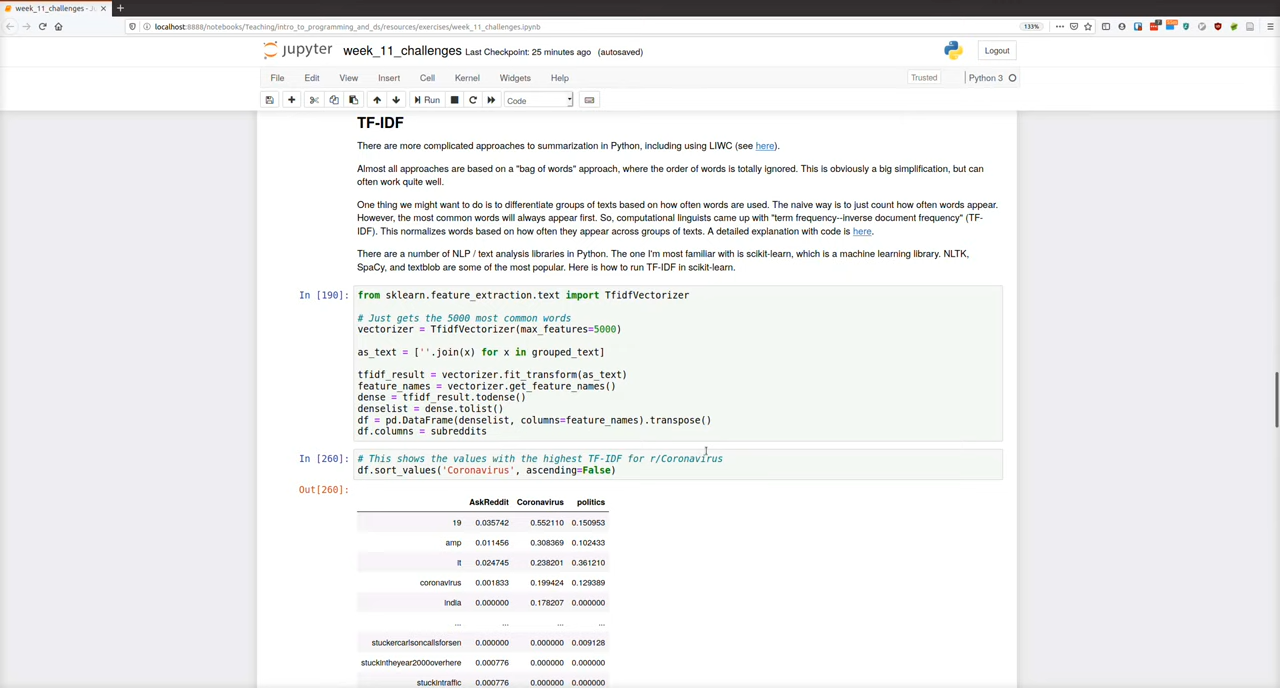 week_11_challenges - Ju
localhost:8888/notebooks/Teaching/intro_to_programming_and_ds/resources/exercises/week_11_challenges.ipynb
133%
jupyter week_11_challenges Last Checkpoint: 25 minutes ago (autosaved)
Logout
File Edit View Insert Cell Kernel Widgets Help
Trusted
Python 3
Run
Code
TF-IDF
There are more complicated approaches to summarization in Python, including using LIWC (see here).
Almost all approaches are based on a "bag of words" approach, where the order of words is totally ignored. This is obviously a big simplification, but can
often work quite well.
One thing we might want to do is to differentiate groups of texts based on how often words are used. The naive way is to just count how often words appear.
However, the most common words will always appear first. So, computational linguists came up with "term frequency--inverse document frequency" (TF-
IDF). This normalizes words based on how often they appear across groups of texts. A detailed explanation with code is here.
There are a number of NLP / text analysis libraries in Python. The one I'm most familiar with is scikit-learn, which is a machine learning library. NLTK,
SpaCy, and textblob are some of the most popular. Here is how to run TF-IDF in scikit-learn.
In [190]:
from sklearn.feature_extraction.text import TfidfVectorizer
# Just gets the 5000 most common words
vectorizer = TfidfVectorizer(max_features=5000)
as_text = [''.join(x) for x in grouped_text]
tfidf_result = vectorizer.fit_transform(as_text)
feature_names = vectorizer.get_feature_names()
dense = tfidf_result.todense()
denselist = dense.tolist()
df = pd.DataFrame(denselist, columns=feature_names).transpose()
df.columns = subreddits
In [260]:
# This shows the values with the highest TF-IDF for r/Coronavirus
df.sort_values('Coronavirus', ascending=False)
Out[260]:
AskReddit Coronavirus politics
19 0.035742 0.552110 0.150953
amp 0.011456 0.308369 0.102433
it 0.024745 0.238201 0.361210
coronavirus 0.001833 0.199424 0.129389
india 0.000000 0.178207 0.000000
... ... ... ...
stuckercarlsoncallsforsen 0.000000 0.000000 0.009128
stuckintheyear2000overhere 0.000776 0.000000 0.000000
stuckintraffic 0.000776 0.000000 0.000000